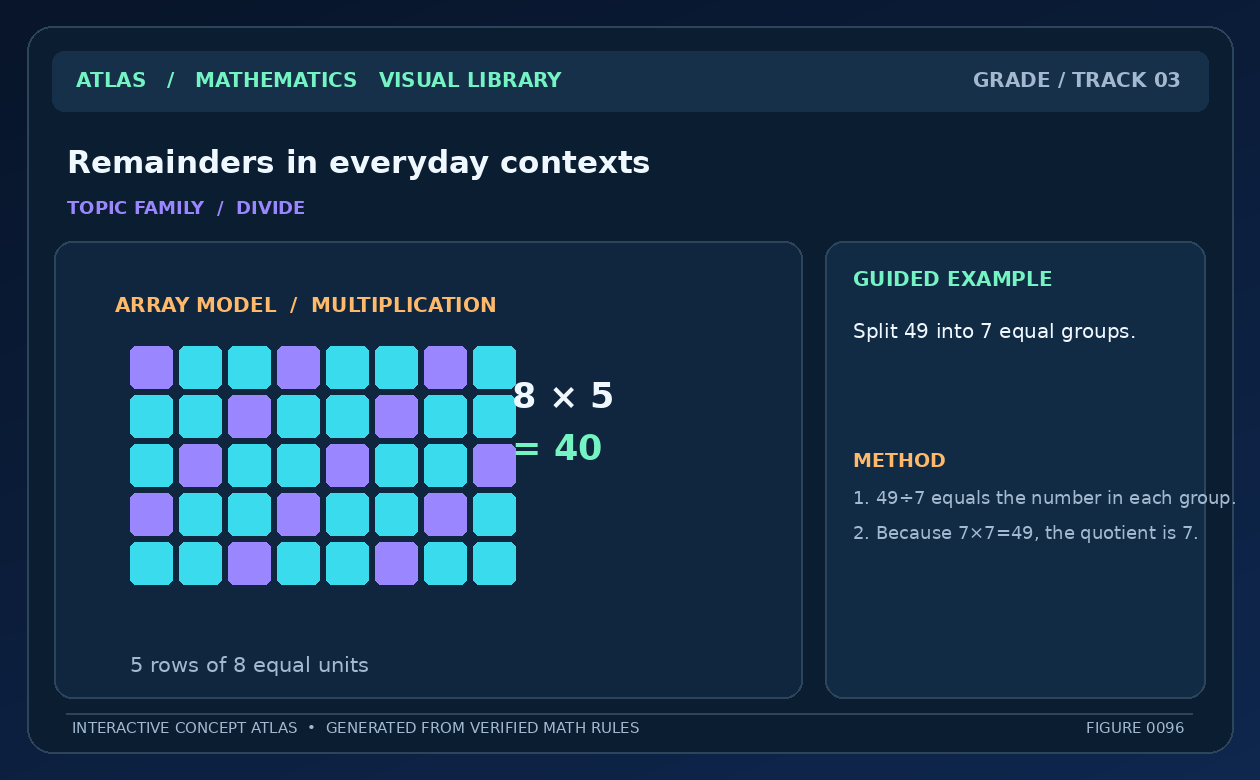 ATLAS / MATHEMATICS VISUAL LIBRARY
GRADE / TRACK 03
Remainders in everyday contexts
TOPIC FAMILY / DIVIDE
ARRAY MODEL / MULTIPLICATION
8 × 5
= 40
5 rows of 8 equal units
GUIDED EXAMPLE
Split 49 into 7 equal groups.
METHOD
1. 49÷7 equals the number in each group.
2. Because 7×7=49, the quotient is 7.
INTERACTIVE CONCEPT ATLAS • GENERATED FROM VERIFIED MATH RULES
FIGURE 0096